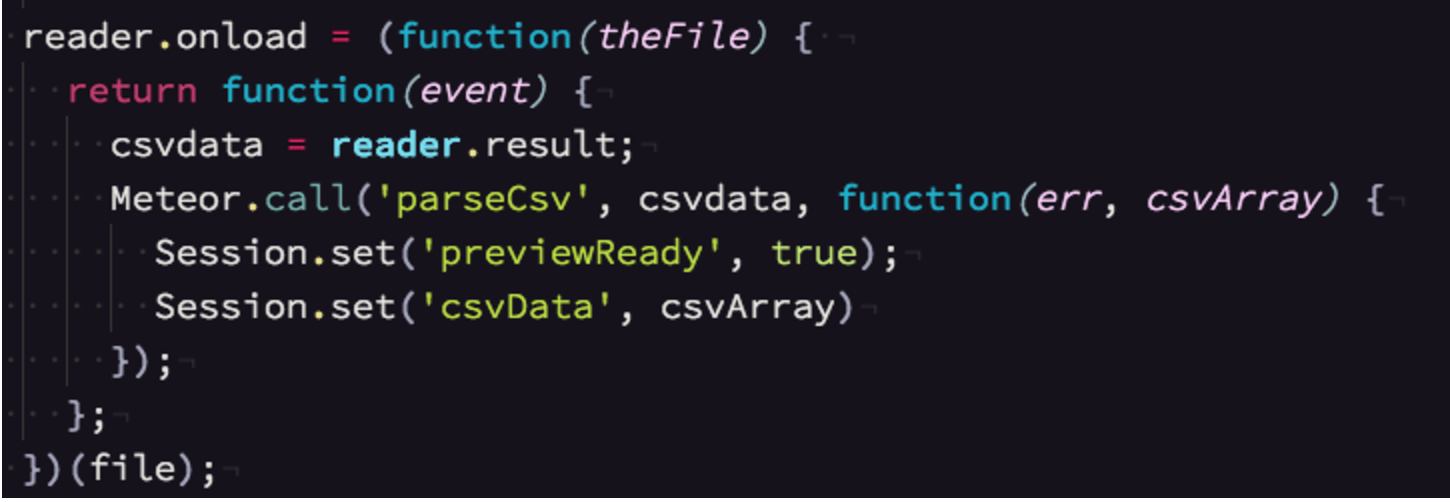 reader.onload = (function(theFile) {
return function(event) {
csvdata = reader.result;
Meteor.call('parseCsv', csvdata, function(err, csvArray) {
Session.set('previewReady', true);
Session.set('csvData', csvArray)
});
};
})(file);